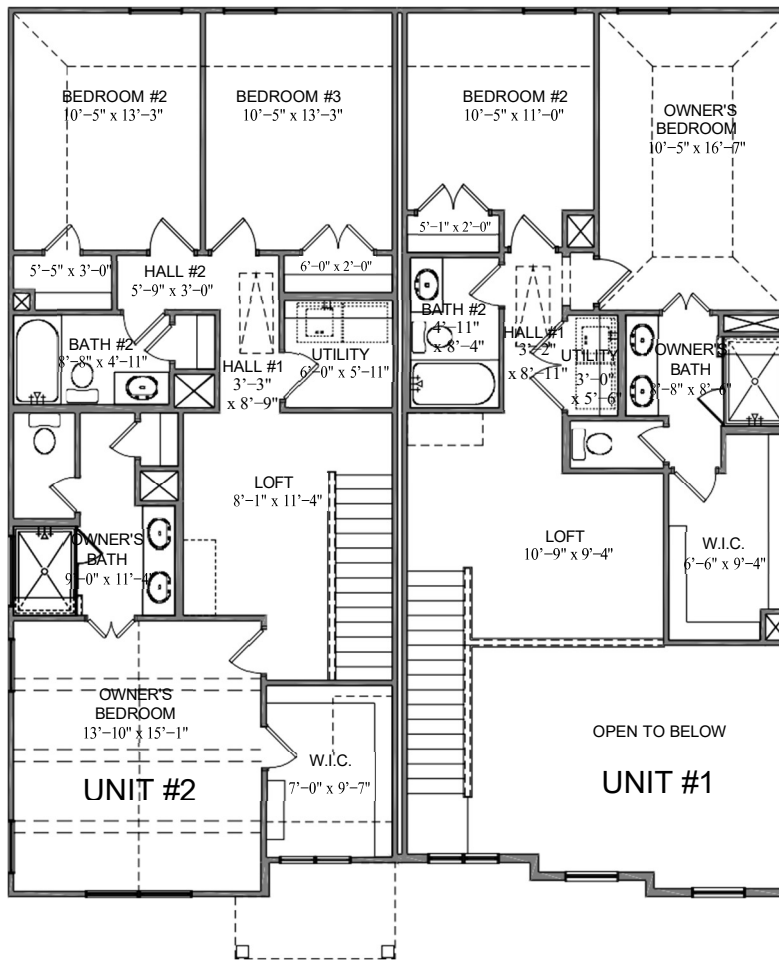 BEDROOM #2
10'–5" x 13'–3"
BEDROOM #3
10'–5" x 13'–3"
BEDROOM #2
10'–5" x 11'–0"
OWNER'S
BEDROOM
10'–5" x 16'–7"
5'–5" x 3'–0"
HALL #2
5'–9" x 3'–0"
6'–0" x 2'–0"
5'–1" x 2'–0"
BATH #2
8'–8" x 4'–11"
HALL #1
3'–3"
x 8'–9"
UTILITY
6'–0" x 5'–11"
BATH #2
4'–11"
x 8'–4"
HALL #1
3'–2"
x 8'–11"
UTILITY
3'–0"
x 5'–6"
OWNER'S
BATH
8'–8" x 8'–6"
LOFT
8'–1" x 11'–4"
OWNER'S
BATH
9'–0" x 11'–4"
LOFT
10'–9" x 9'–4"
W.I.C.
6'–6" x 9'–4"
OWNER'S
BEDROOM
13'–10" x 15'–1"
UNIT #2
W.I.C.
7'–0" x 9'–7"
OPEN TO BELOW
UNIT #1